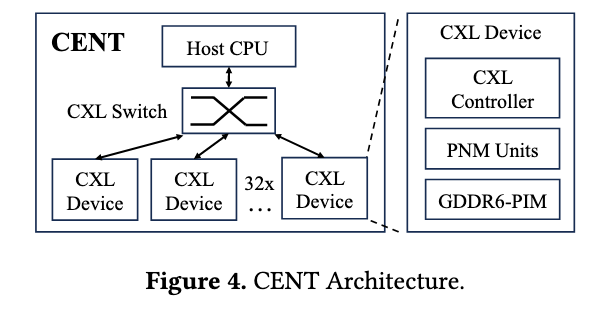 CENT
Host CPU
CXL Switch
CXL
Device
CXL
Device
32x
...
CXL
Device
CXL Device
CXL
Controller
PNM Units
GDDR6-PIM
Figure 4. CENT Architecture.